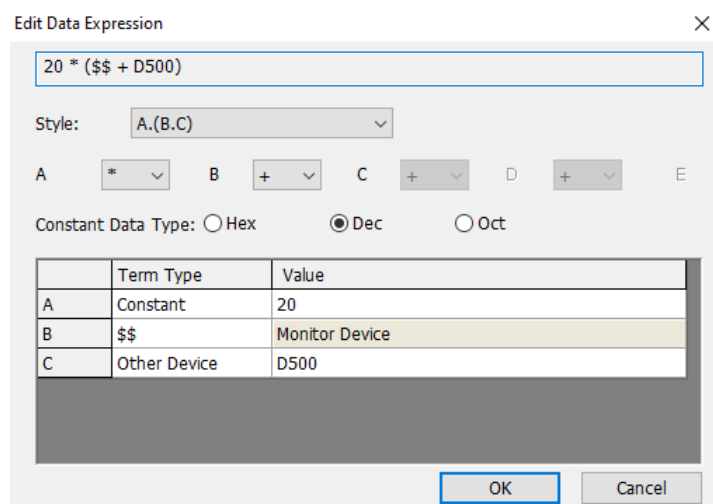 Edit Data Expression
20 * ($$ + D500)
Style: A.(B.C)
A * B + C + D + E
Constant Data Type: Hex Dec Oct
Term Type Value
A Constant 20
B $$ Monitor Device
C Other Device D500
OK Cancel